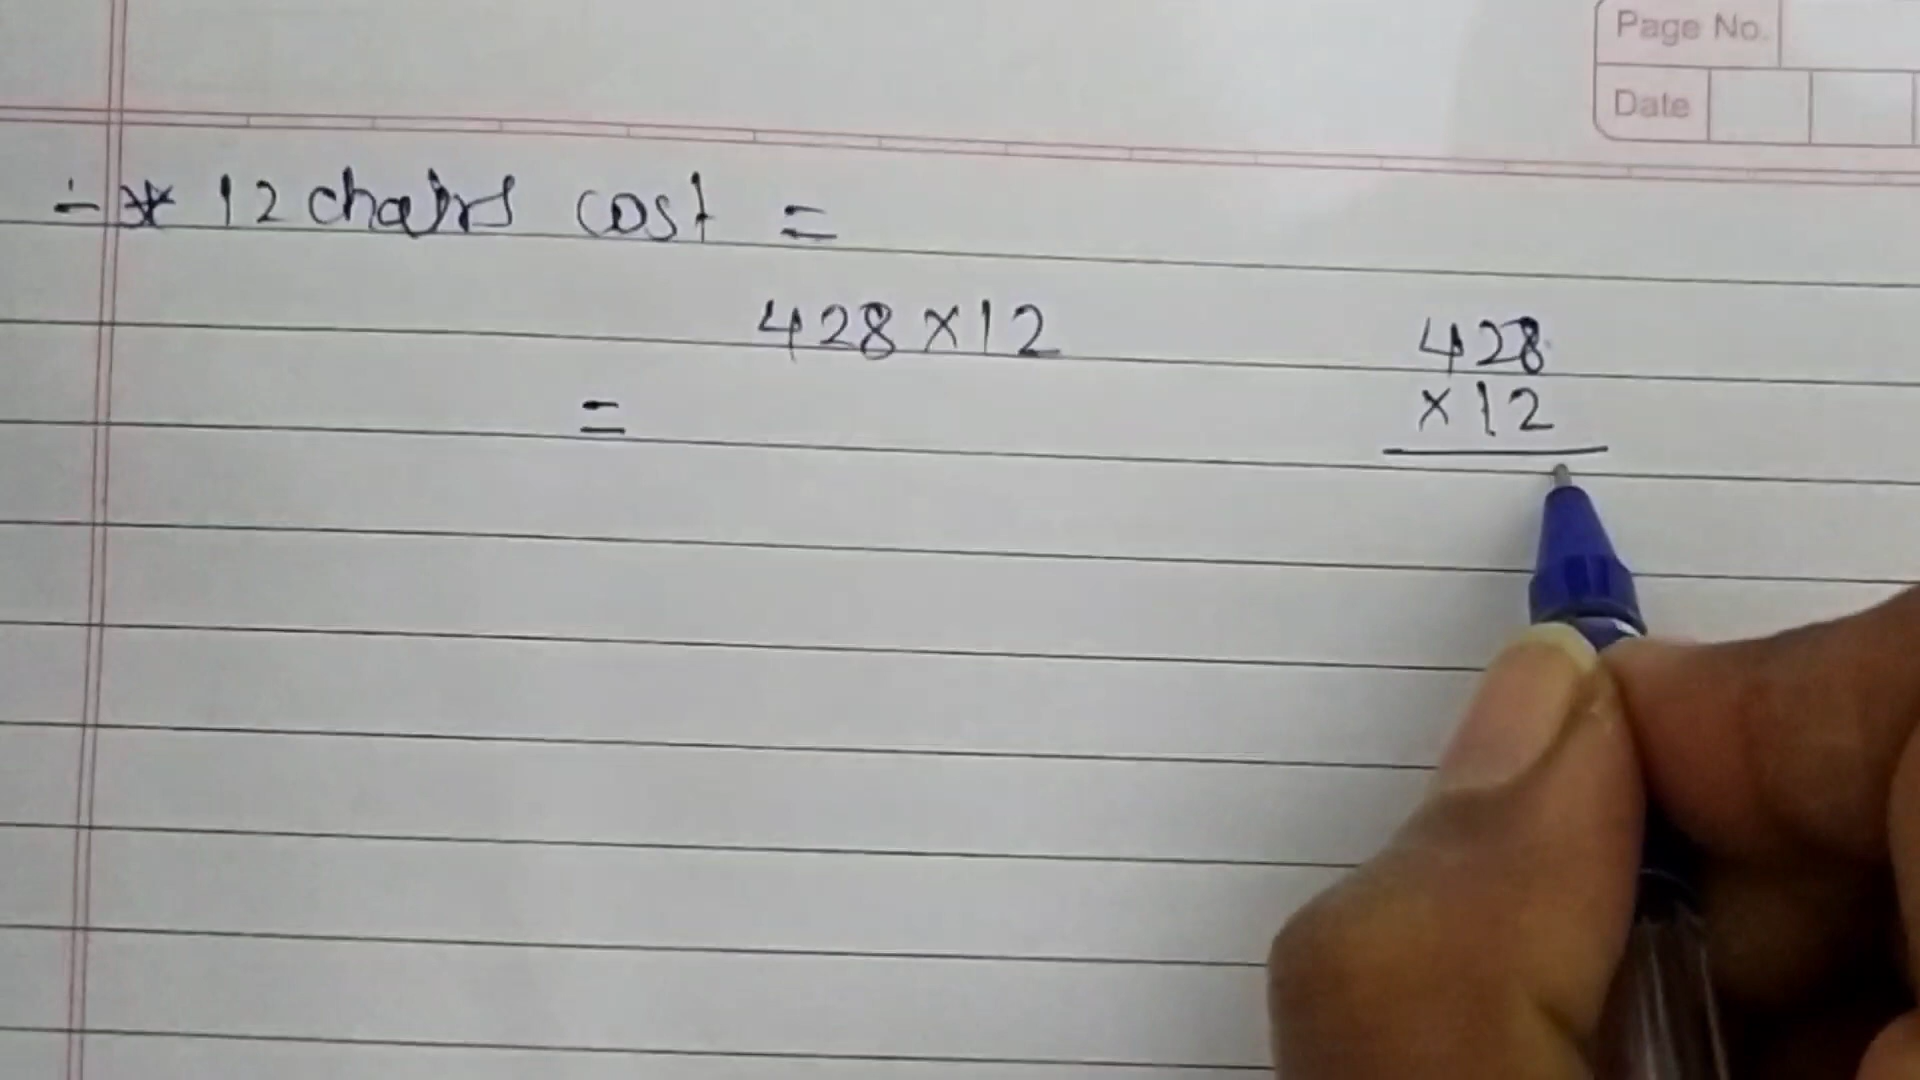 Page No.
Date
÷* 12 chairs cost =
428 × 12
=
428
× 12